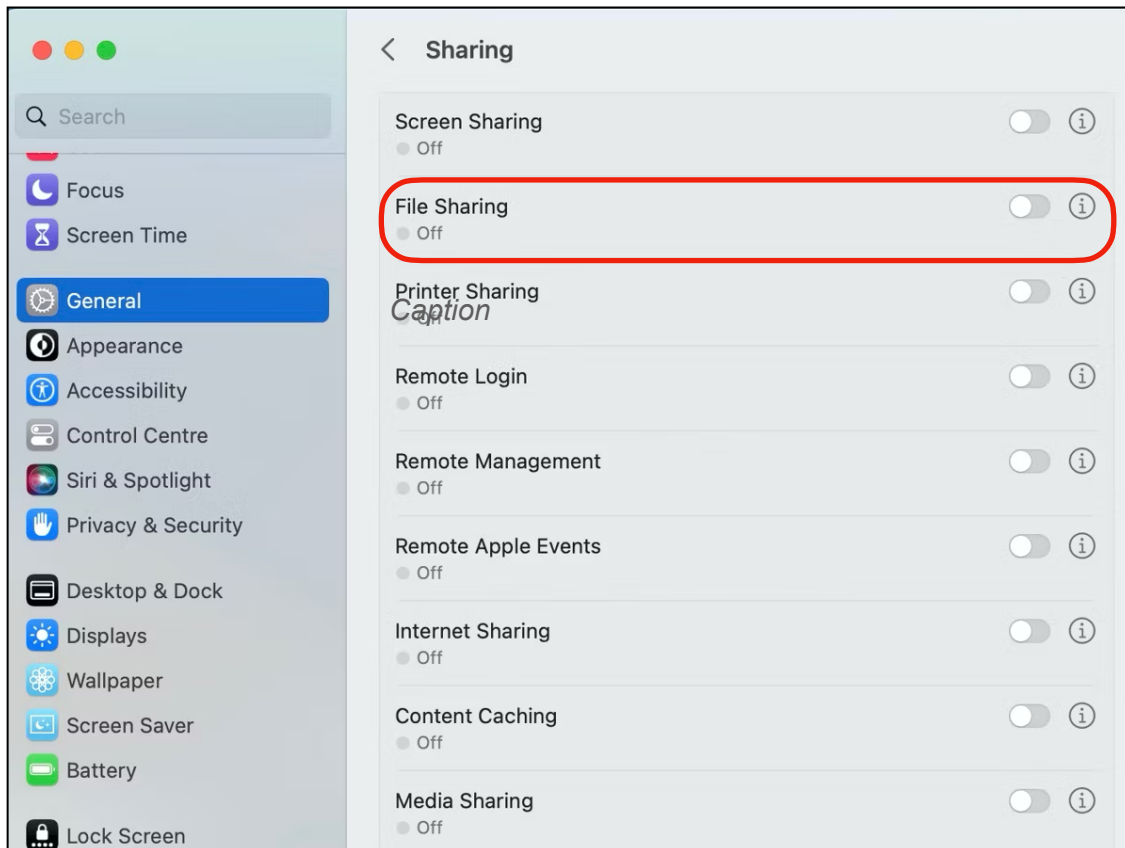 Search
Focus
Screen Time
General
Appearance
Accessibility
Control Centre
Siri & Spotlight
Privacy & Security
Desktop & Dock
Displays
Wallpaper
Screen Saver
Battery
Lock Screen
Sharing
Screen Sharing
Off
File Sharing
Off
Printer Sharing
Caption
Off
Remote Login
Off
Remote Management
Off
Remote Apple Events
Off
Internet Sharing
Off
Content Caching
Off
Media Sharing
Off